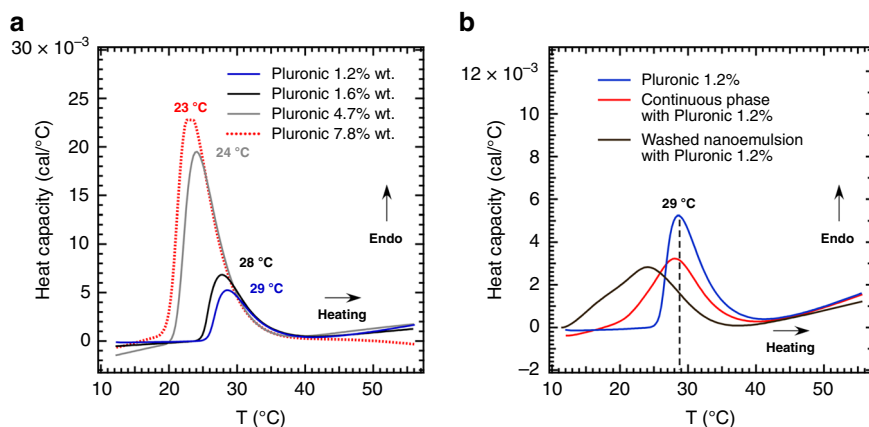 a
30 × 10⁻³
25
20
15
10
5
0
Heat capacity (cal/°C)
Pluronic 1.2% wt.
Pluronic 1.6% wt.
Pluronic 4.7% wt.
Pluronic 7.8% wt.
23 °C
24 °C
28 °C
29 °C
Endo
Heating
10 20 30 40 50
T (°C)
b
12 × 10⁻³
10
8
6
4
2
0
−2
Heat capacity (cal/°C)
Pluronic 1.2%
Continuous phase
with Pluronic 1.2%
Washed nanoemulsion
with Pluronic 1.2%
29 °C
Endo
Heating
10 20 30 40 50
T (°C)